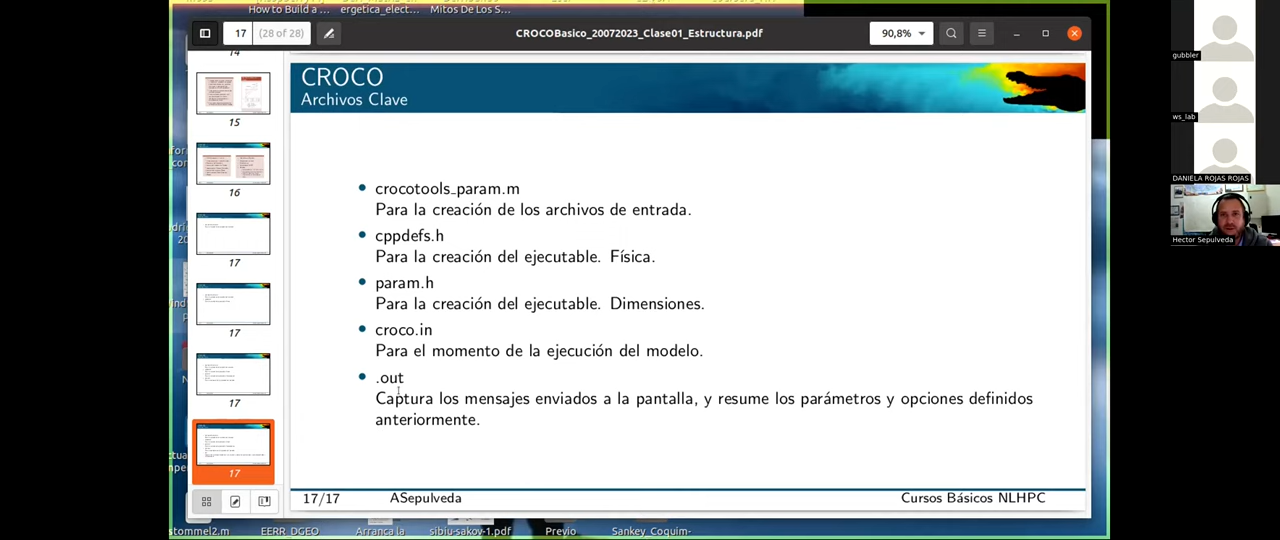 How to Build a ...
ergetica_elect...
Mitos De Los S...
17
(28 of 28)
CROCOBasico_20072023_Clase01_Estructura.pdf
90,8%
14
15
16
17
17
17
17
CROCO
Archivos Clave
• crocotools_param.m
Para la creación de los archivos de entrada.
• cppdefs.h
Para la creación del ejecutable. Física.
• param.h
Para la creación del ejecutable. Dimensiones.
• croco.in
Para el momento de la ejecución del modelo.
• .out
Captura los mensajes enviados a la pantalla, y resume los parámetros y opciones definidos
anteriormente.
17/17
ASepulveda
Cursos Básicos NLHPC
stommel2.m
EERR_DGEO
Arranca la
sibiu-sakov-1.pdf
Previo
Sankey_Coquim-
gubbler
ws_lab
DANIELA ROJAS ROJAS
Hector Sepulveda